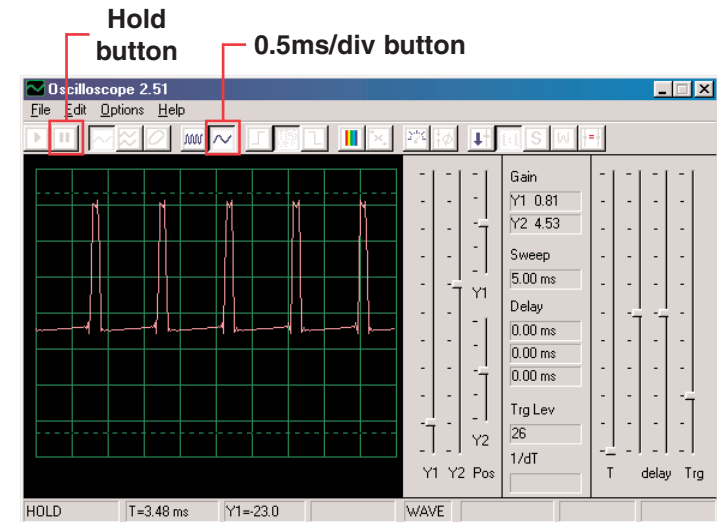 Hold
button
0.5ms/div button
Oscilloscope 2.51
File Edit Options Help
S W
Gain
Y1 0.81
Y2 4.53
Sweep
5.00 ms
Y1
Delay
0.00 ms
0.00 ms
0.00 ms
Trg Lev
26
Y2
1/dT
Y1 Y2 Pos
T delay Trg
HOLD T=3.48 ms Y1=-23.0 WAVE